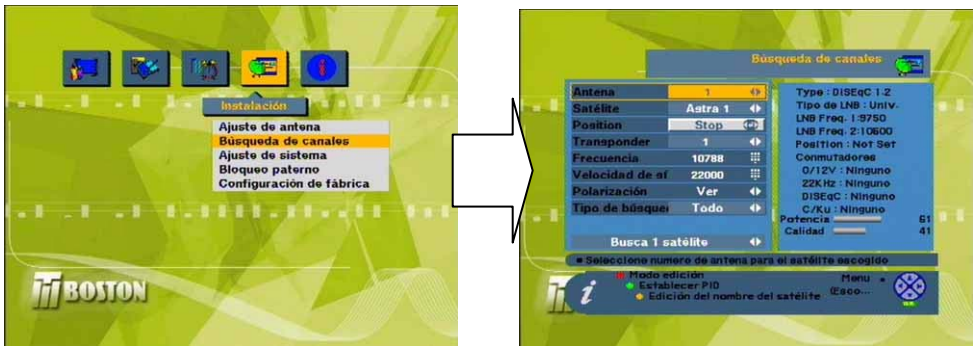 Instalación
Ajuste de antena
Búsqueda de canales
Ajuste de sistema
Bloqueo paterno
Configuración de fábrica
BOSTON
Búsqueda de canales
Antena 1
Satélite Astra 1
Position Stop
Transponder 1
Frecuencia 10788
Velocidad de sí 22000
Polarización Ver
Tipo de búsque Todo
Busca 1 satélite
Type : DISEqC 1.2
Tipo de LNB : Univ.
LNB Freq. 1:9750
LNB Freq. 2:10600
Position : Not Set
Conmutadores
0/12V : Ninguno
22KHz : Ninguno
DISEqC : Ninguno
C/Ku : Ninguno
Potencia 61
Calidad 41
Seleccione numero de antena para el satélite escogido
Modo edición
Establecer PID
Edición del nombre del satélite
Menu